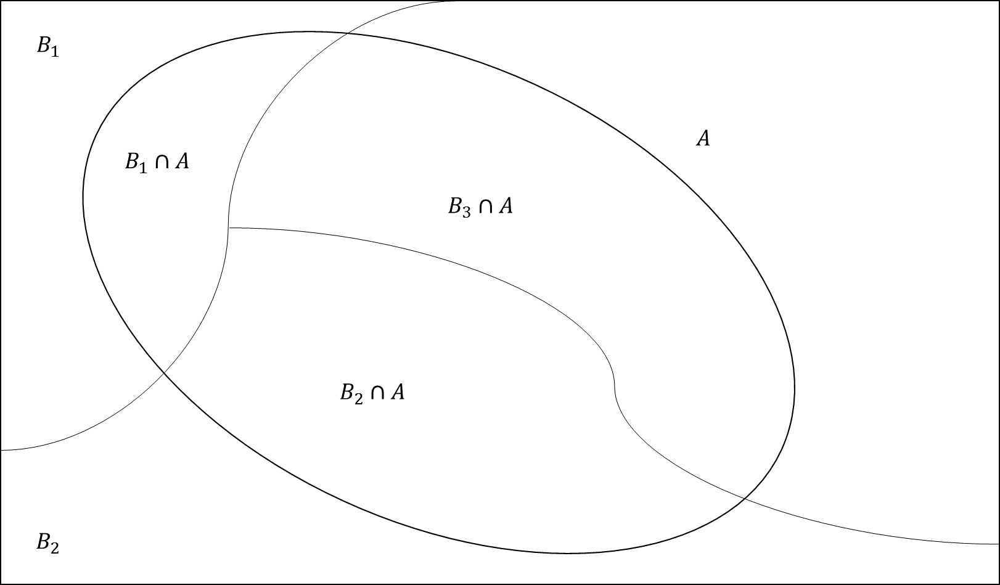 B₁
A
B₁ ∩ A
B₃ ∩ A
B₂ ∩ A
B₂